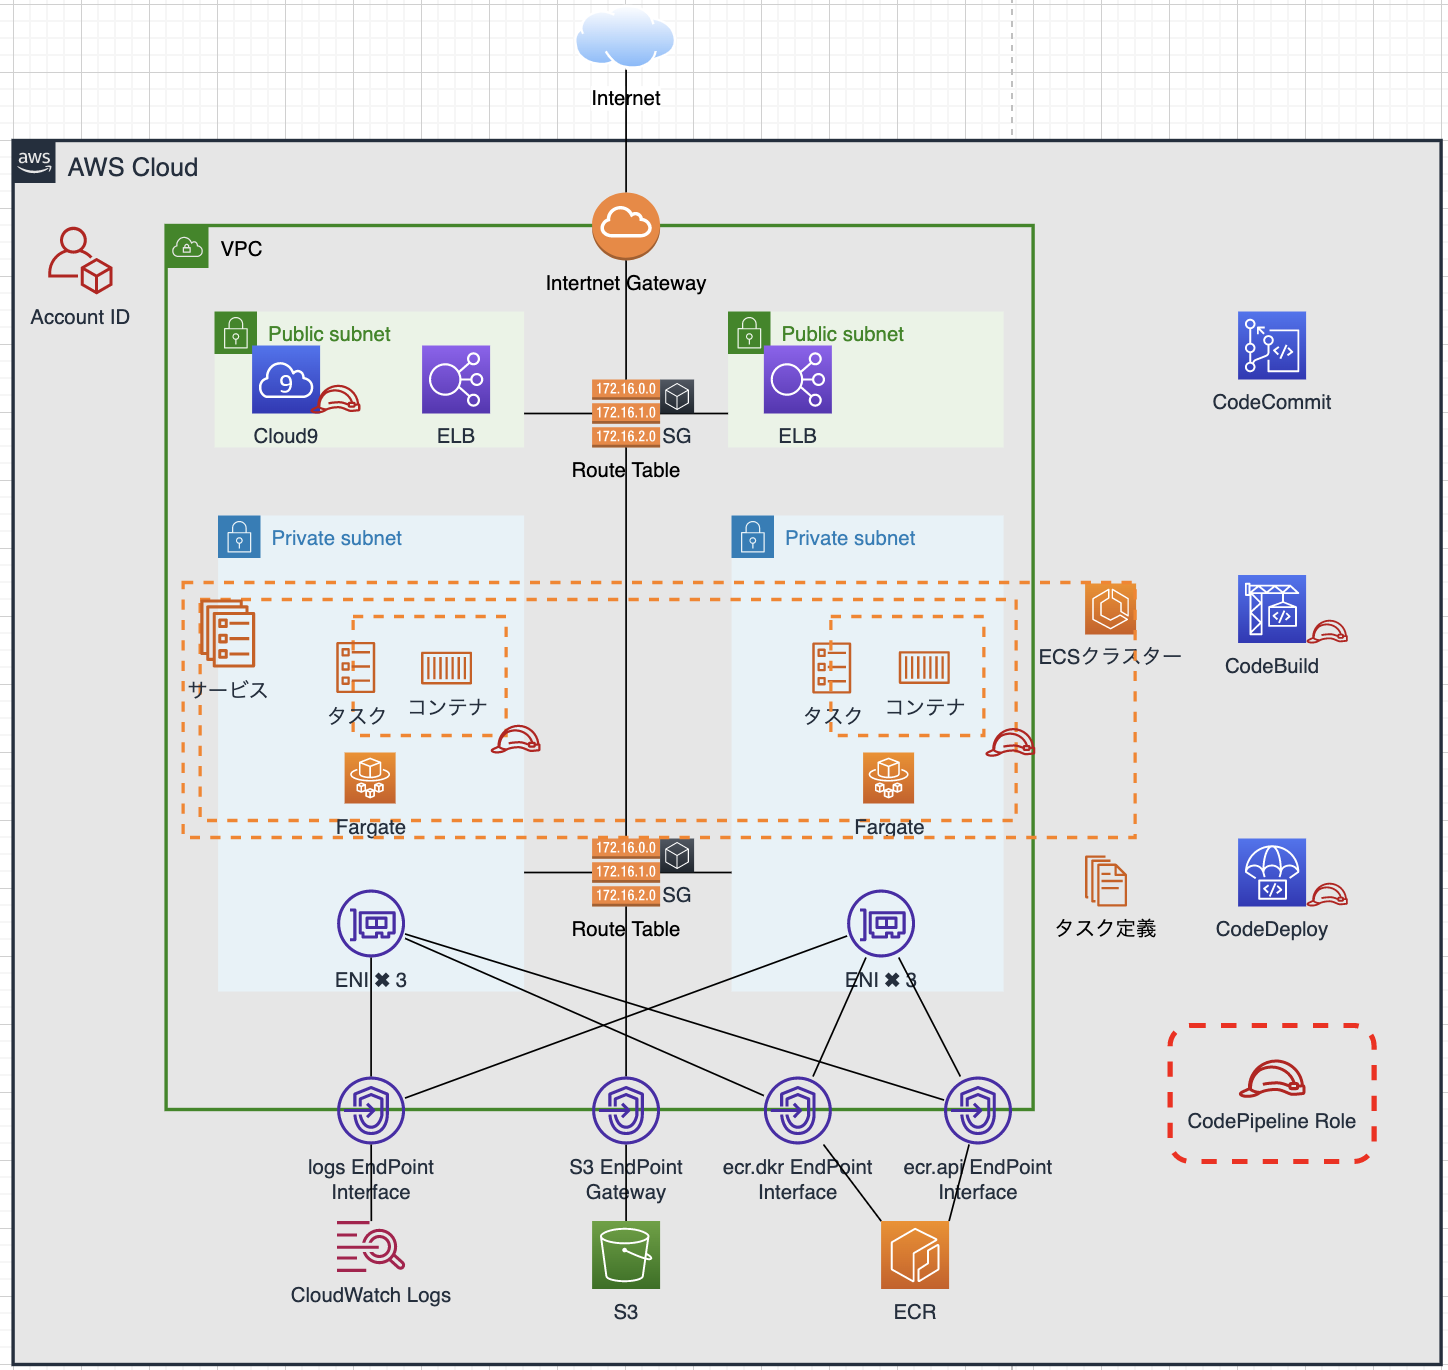 Internet
aws
AWS Cloud
VPC
Intertnet Gateway
Account ID
Public subnet
Public subnet
9
Cloud9
ELB
172.16.0.0
172.16.1.0
172.16.2.0
SG
Route Table
ELB
CodeCommit
Private subnet
Private subnet
サービス
タスク
コンテナ
Fargate
タスク
コンテナ
Fargate
ECSクラスター
CodeBuild
172.16.0.0
172.16.1.0
172.16.2.0
SG
Route Table
タスク定義
CodeDeploy
ENI ✖ 3
ENI ✖ 3
CodePipeline Role
logs EndPoint
Interface
S3 EndPoint
Gateway
ecr.dkr EndPoint
Interface
ecr.api EndPoint
Interface
CloudWatch Logs
S3
ECR